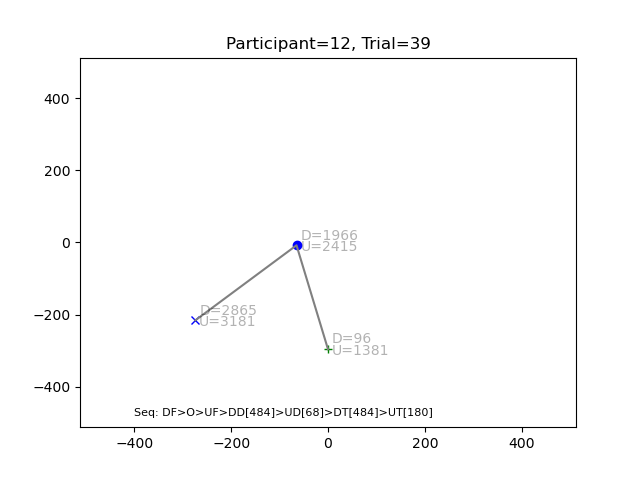 Participant=12, Trial=39
400
200
0
−200
−400
D=1966
U=2415
D=2865
U=3181
D=96
U=1381
Seq: DF>O>UF>DD[484]>UD[68]>DT[484]>UT[180]
−400 −200 0 200 400